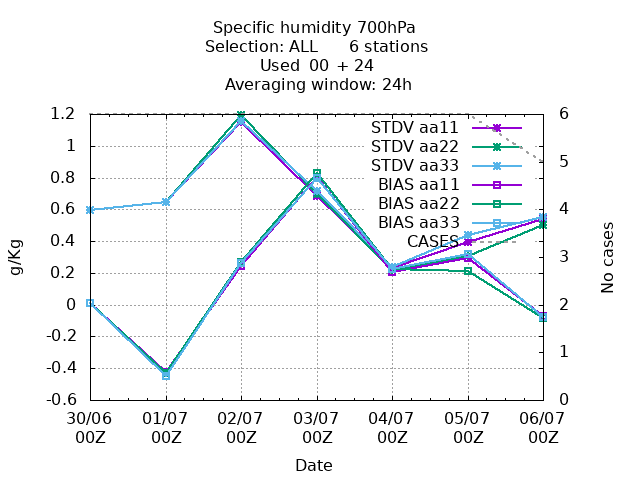 Specific humidity 700hPa
Selection: ALL 6 stations
Used 00 + 24
Averaging window: 24h
STDV aa11
STDV aa22
STDV aa33
BIAS aa11
BIAS aa22
BIAS aa33
CASES
g/Kg
1.2
1
0.8
0.6
0.4
0.2
0
-0.2
-0.4
-0.6
6
5
4
3
2
1
0
No cases
30/06 01/07 02/07 03/07 04/07 05/07 06/07
00Z 00Z 00Z 00Z 00Z 00Z 00Z
Date